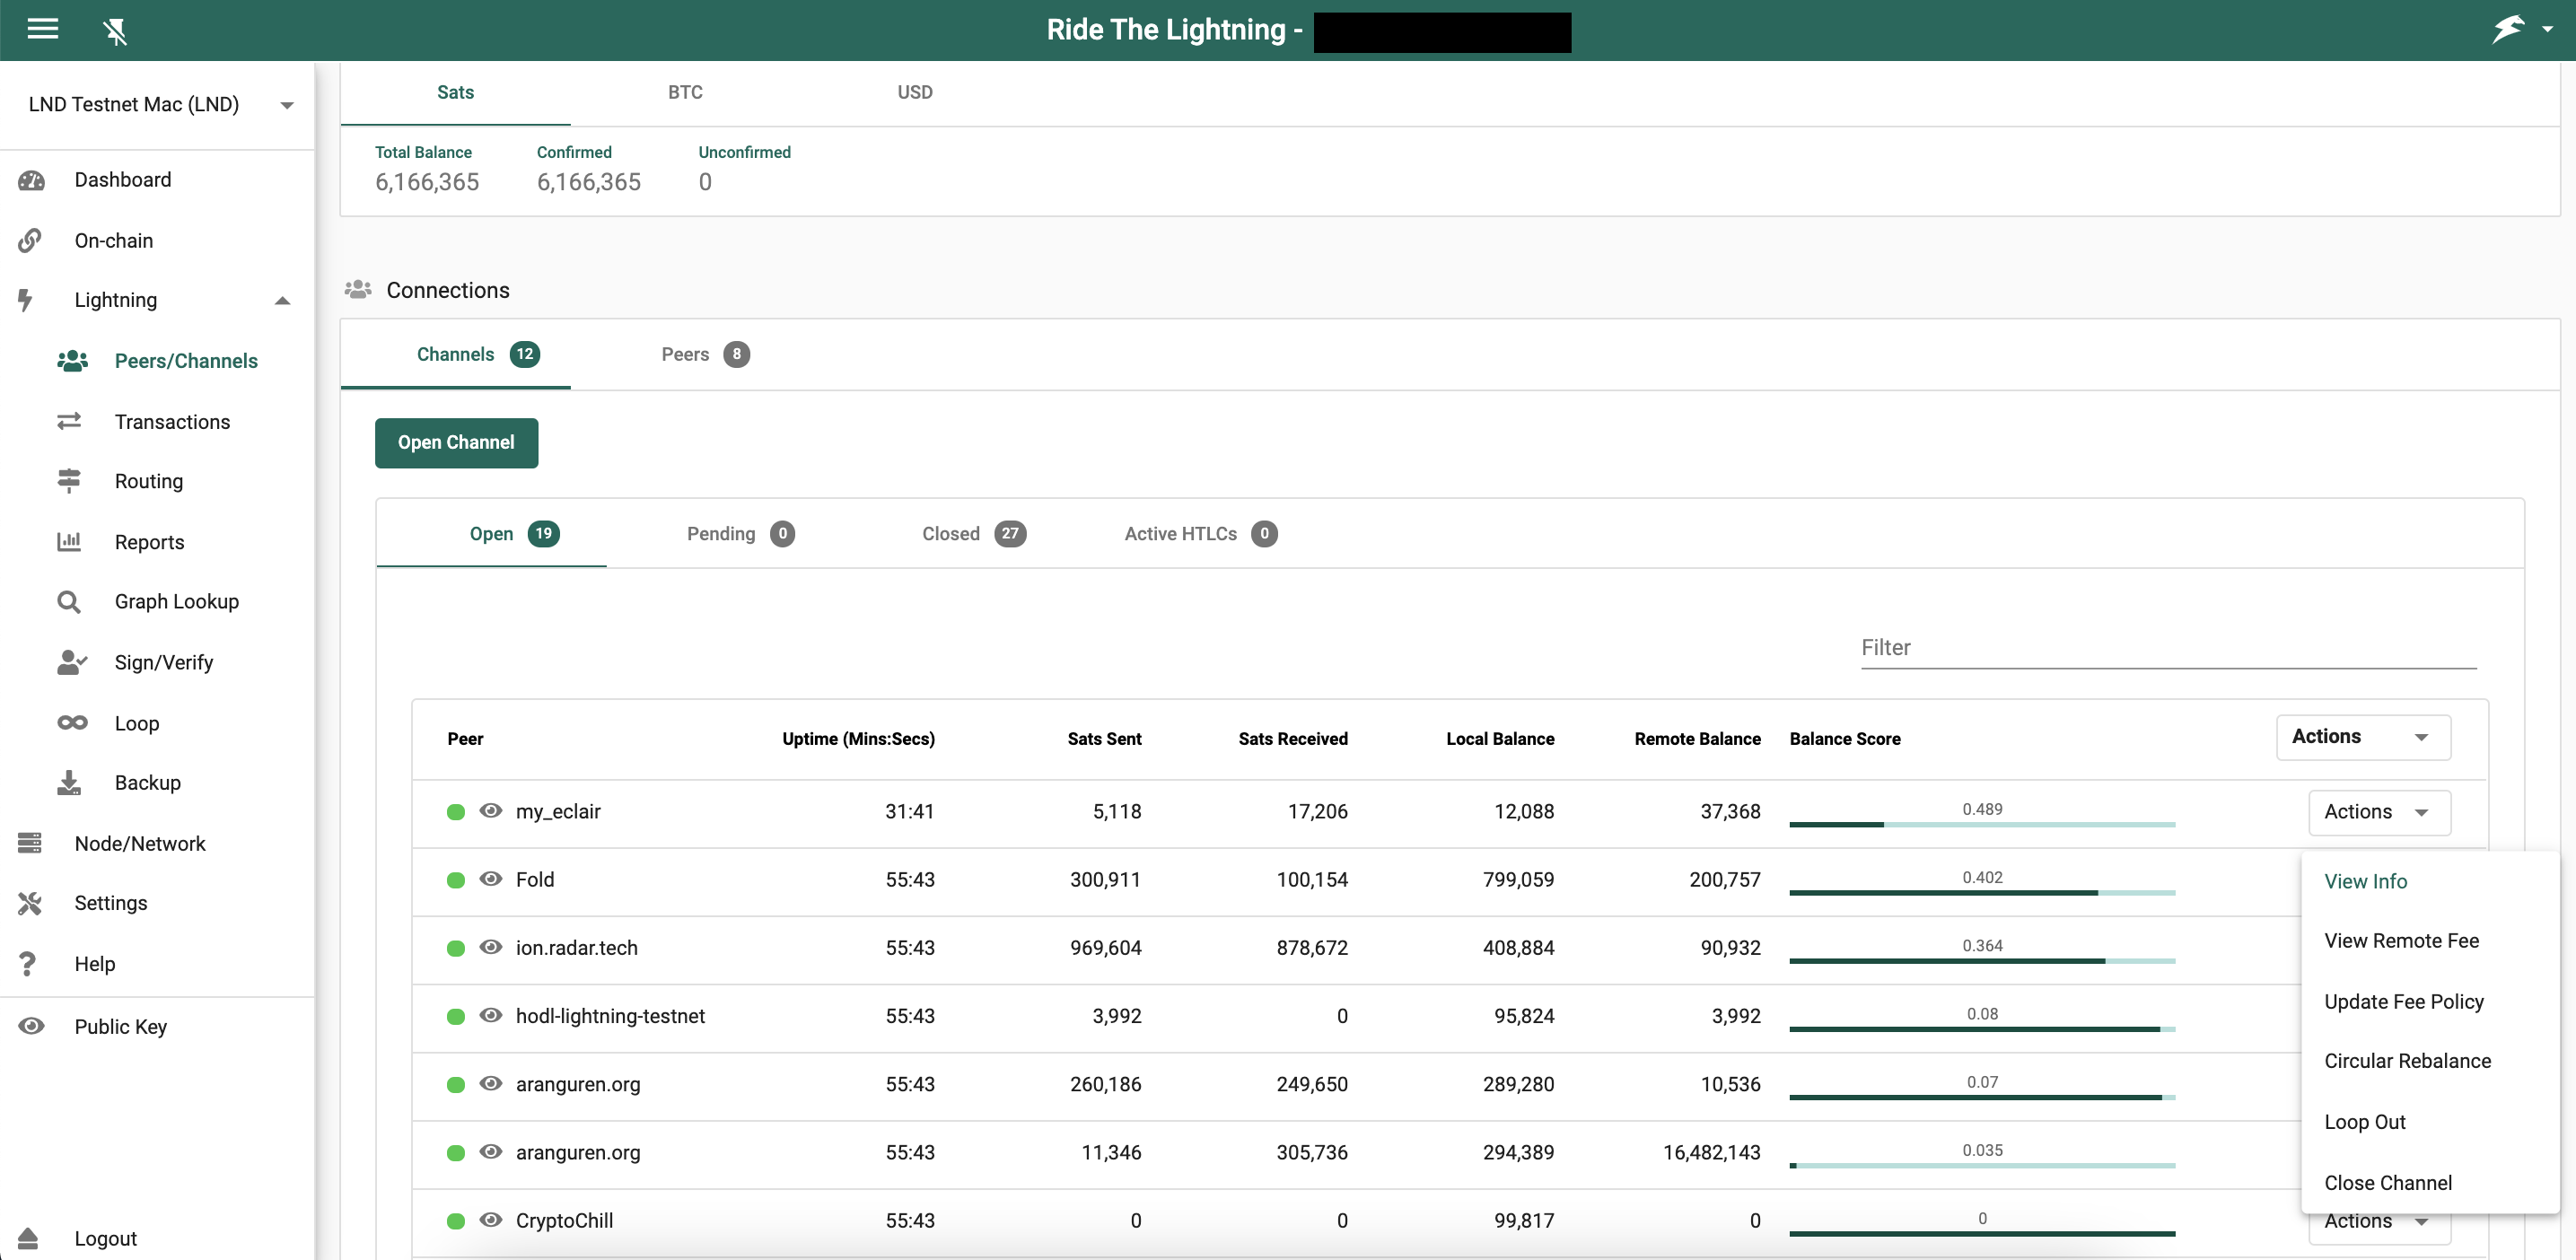 Ride The Lightning -
LND Testnet Mac (LND)
Dashboard
On-chain
Lightning
Peers/Channels
Transactions
Routing
Reports
Graph Lookup
Sign/Verify
Loop
Backup
Node/Network
Settings
Help
Public Key
Logout
Sats BTC USD
Total Balance Confirmed Unconfirmed
6,166,365 6,166,365 0
Connections
Channels 12 Peers 8
Open Channel
Open 19 Pending 0 Closed 27 Active HTLCs 0
Filter
Peer Uptime (Mins:Secs) Sats Sent Sats Received Local Balance Remote Balance Balance Score Actions
my_eclair 31:41 5,118 17,206 12,088 37,368 0.489 Actions
Fold 55:43 300,911 100,154 799,059 200,757 0.402
ion.radar.tech 55:43 969,604 878,672 408,884 90,932 0.364
hodl-lightning-testnet 55:43 3,992 0 95,824 3,992 0.08
aranguren.org 55:43 260,186 249,650 289,280 10,536 0.07
aranguren.org 55:43 11,346 305,736 294,389 16,482,143 0.035
CryptoChill 55:43 0 0 99,817 0 0 Actions
View Info
View Remote Fee
Update Fee Policy
Circular Rebalance
Loop Out
Close Channel